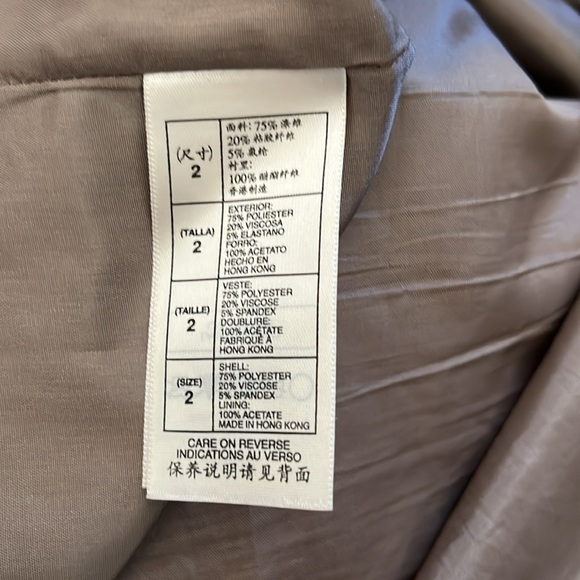 (尺寸)
2
面料: 75% 涤纶
20% 粘胶纤维
5% 氨纶
衬里:
100% 醋酯纤维
香港制造
(TALLA)
2
EXTERIOR:
75% POLIESTER
20% VISCOSA
5% ELASTANO
FORRO:
100% ACETATO
HECHO EN
HONG KONG
(TAILLE)
2
VESTE:
75% POLYESTER
20% VISCOSE
5% SPANDEX
DOUBLURE:
100% ACÉTATE
FABRIQUÉ À
HONG KONG
(SIZE)
2
SHELL:
75% POLYESTER
20% VISCOSE
5% SPANDEX
LINING:
100% ACETATE
MADE IN HONG KONG
CARE ON REVERSE
INDICATIONS AU VERSO
保养说明请见背面